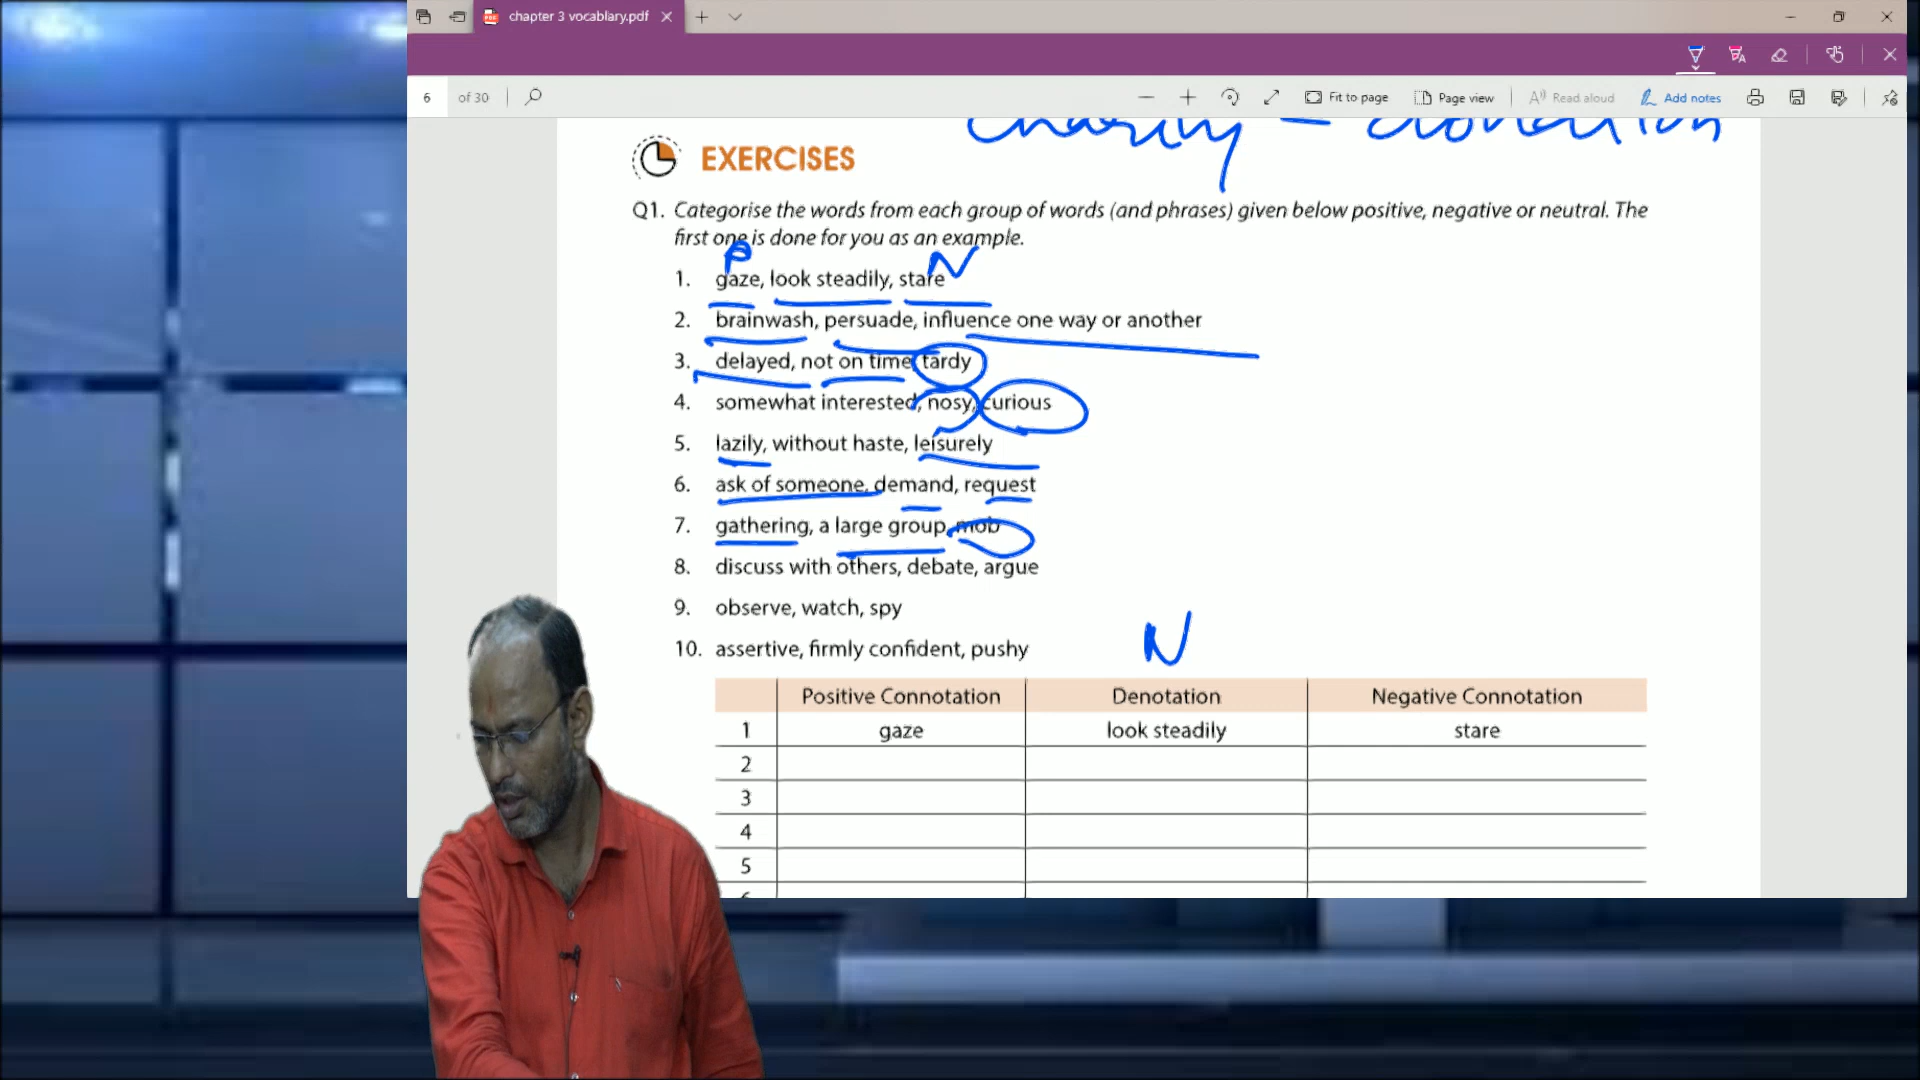 chapter 3 vocablary.pdf
6 of 30
Fit to page
Page view
Read aloud
Add notes
charity - donation
EXERCISES
Q1. Categorise the words from each group of words (and phrases) given below positive, negative or neutral. The
first one is done for you as an example.
P N
1. gaze, look steadily, stare
2. brainwash, persuade, influence one way or another
3. delayed, not on time, tardy
4. somewhat interested, nosy, curious
5. lazily, without haste, leisurely
6. ask of someone, demand, request
7. gathering, a large group, mob
8. discuss with others, debate, argue
9. observe, watch, spy
N
10. assertive, firmly confident, pushy
Positive Connotation Denotation Negative Connotation
1 gaze look steadily stare
2
3
4
5